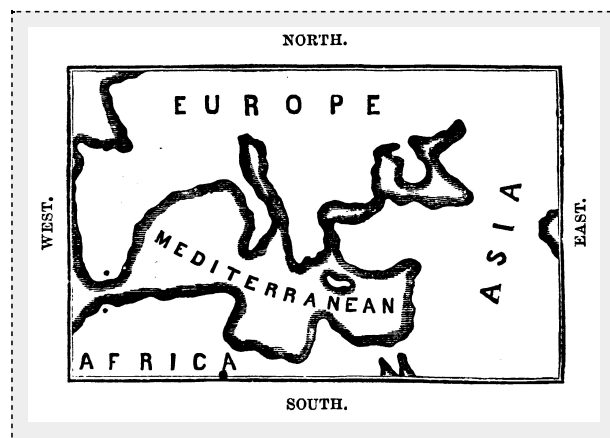 NORTH.
EUROPE
WEST.
EAST.
ASIA
MEDITERRANEAN
AFRICA
SOUTH.